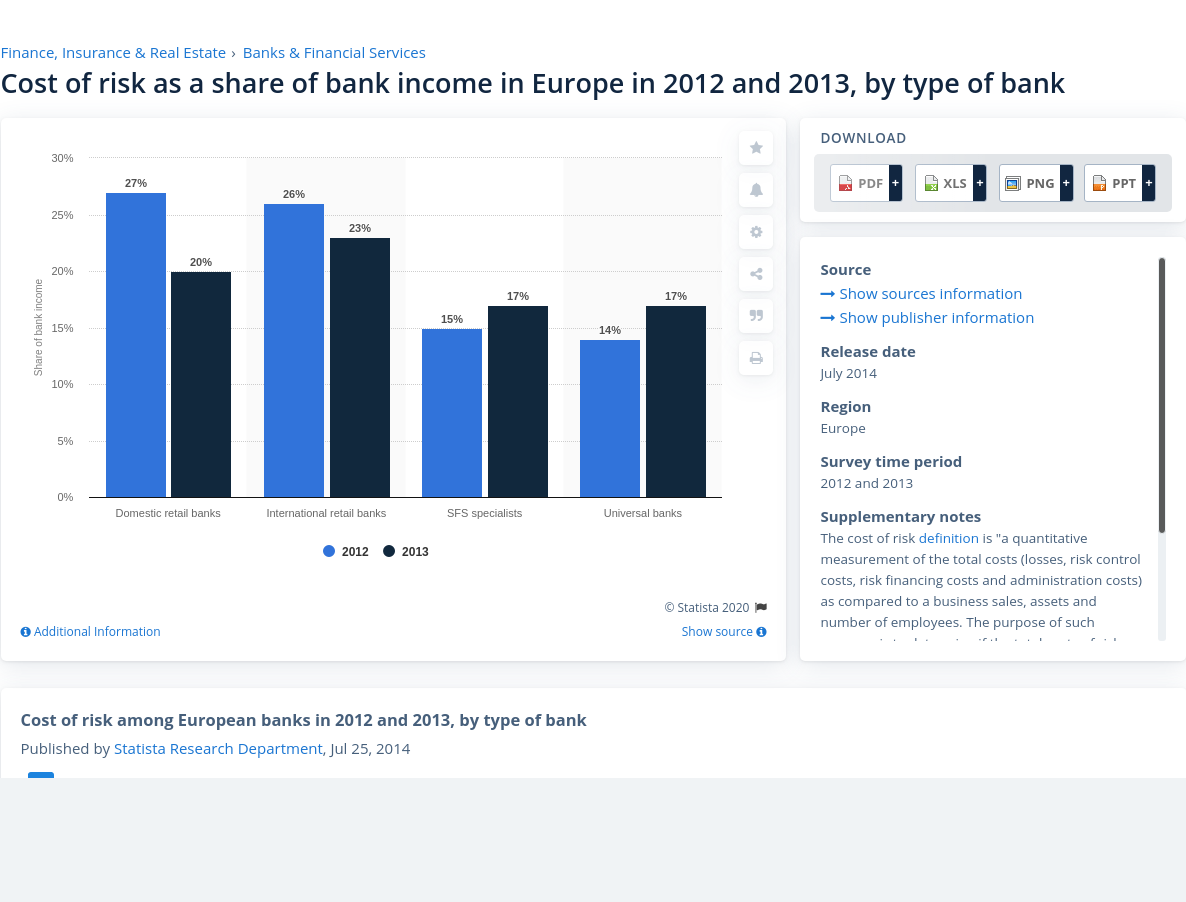 Finance, Insurance & Real Estate › Banks & Financial Services
Cost of risk as a share of bank income in Europe in 2012 and 2013, by type of bank
Share of bank income
30%
25%
20%
15%
10%
5%
0%
27%
20%
26%
23%
15%
17%
14%
17%
Domestic retail banks
International retail banks
SFS specialists
Universal banks
2012 2013
© Statista 2020
Additional Information
Show source
DOWNLOAD
PDF + XLS + PNG + PPT +
Source
Show sources information
Show publisher information
Release date
July 2014
Region
Europe
Survey time period
2012 and 2013
Supplementary notes
The cost of risk definition is "a quantitative
measurement of the total costs (losses, risk control
costs, risk financing costs and administration costs)
as compared to a business sales, assets and
number of employees. The purpose of such
Cost of risk among European banks in 2012 and 2013, by type of bank
Published by Statista Research Department, Jul 25, 2014